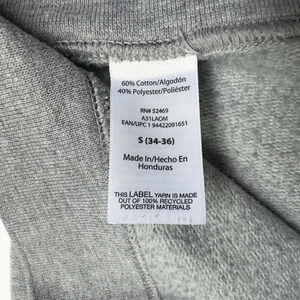 60% Cotton/Algodón
40% Polyester/Poliéster
RN# 52469
A31LAOM
EAN/UPC 1 94422091651
S (34-36)
Made In/Hecho En
Honduras
THIS LABEL YARN IS MADE
OUT OF 100% RECYCLED
POLYESTER MATERIALS